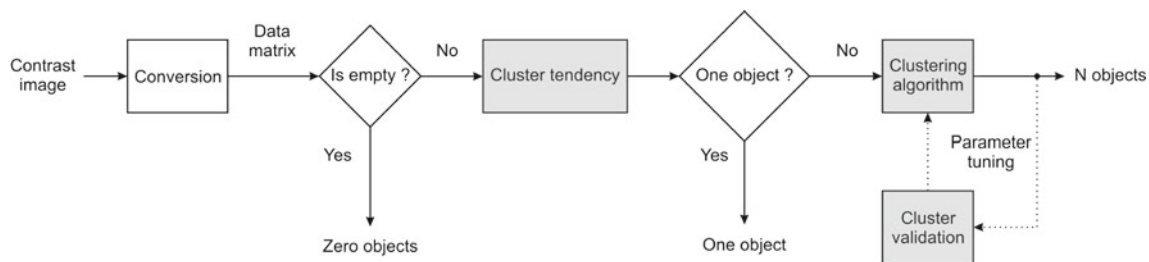 Contrast
image
Conversion
Data
matrix
Is empty ?
No
Yes
Zero objects
Cluster tendency
One object ?
No
Yes
One object
Clustering
algorithm
N objects
Parameter
tuning
Cluster
validation